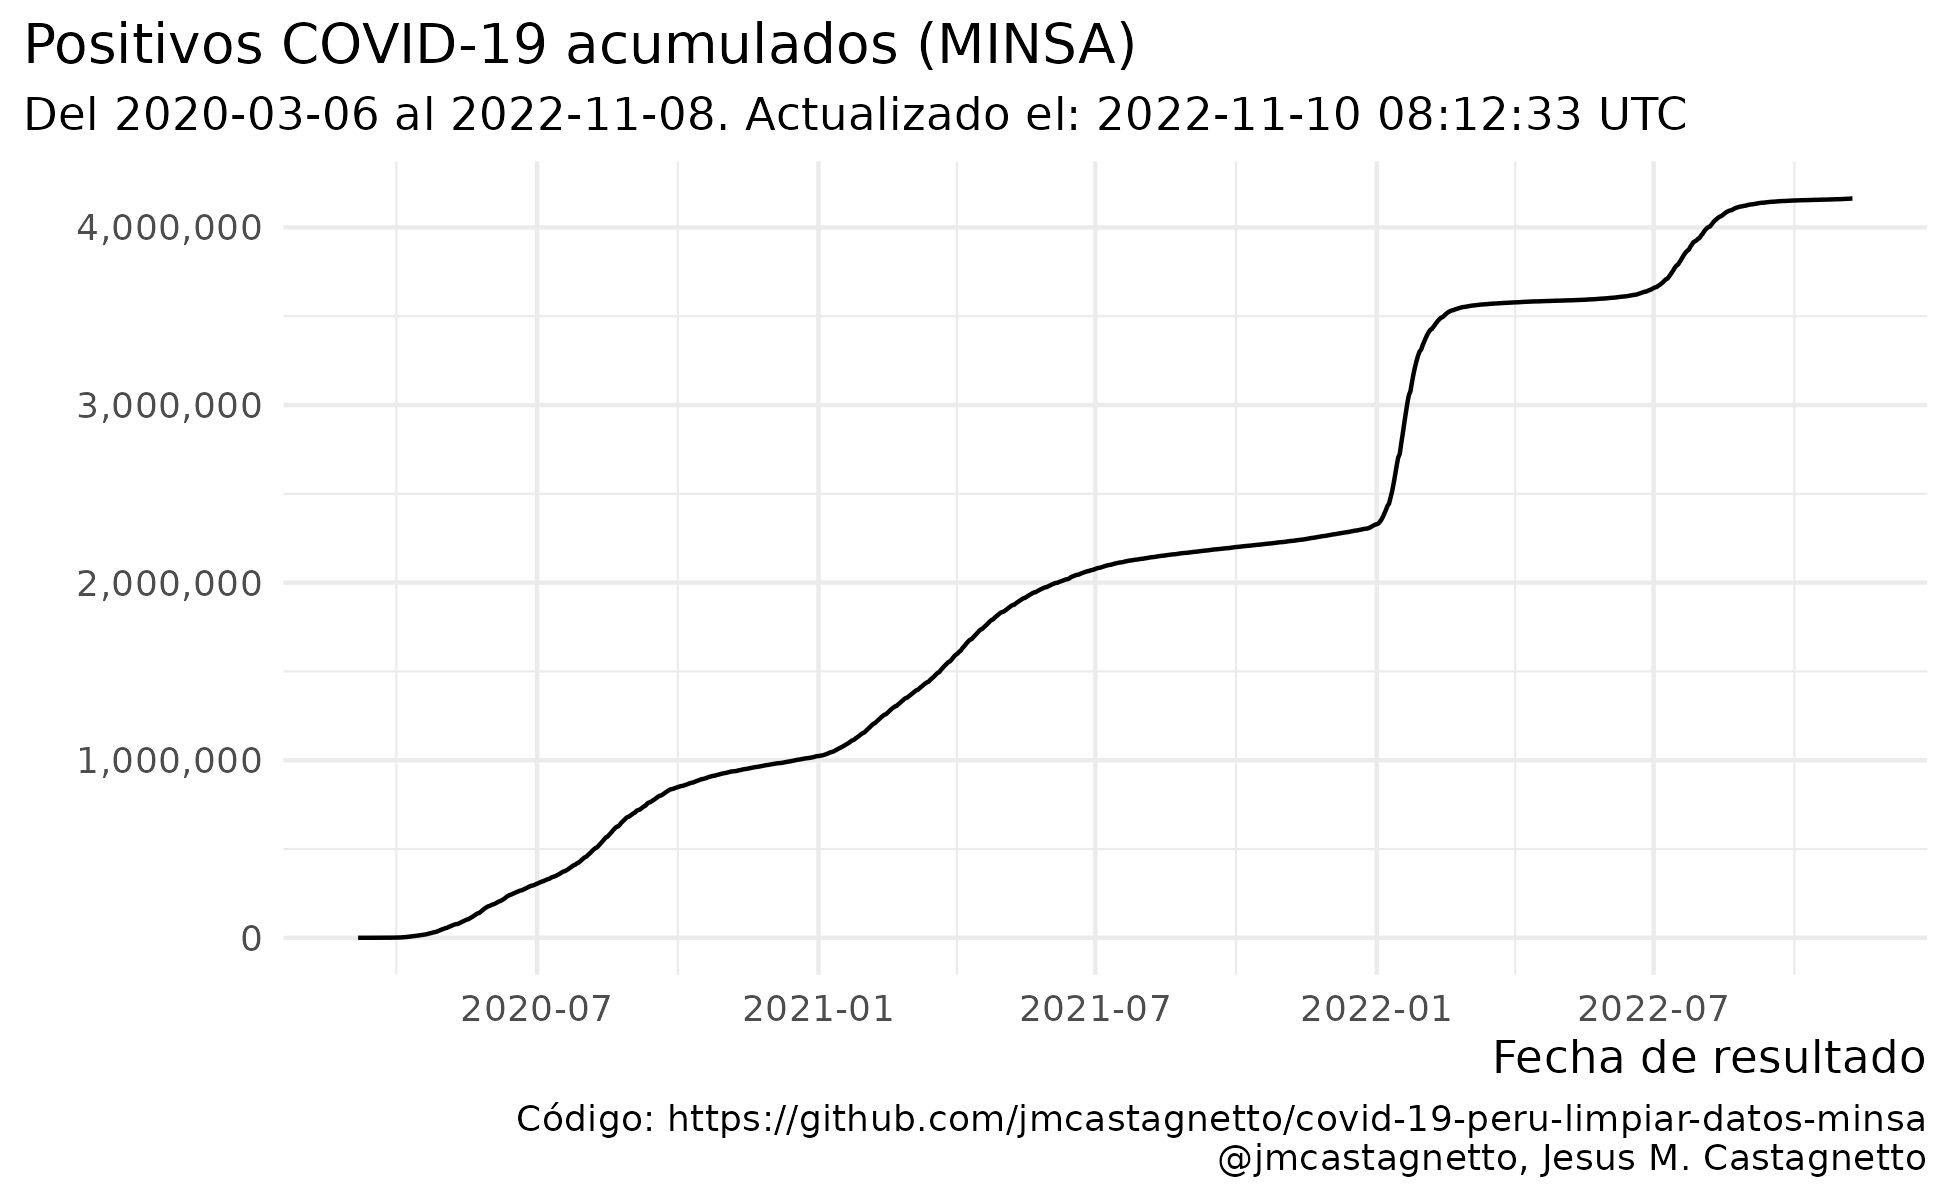 Positivos COVID-19 acumulados (MINSA)
Del 2020-03-06 al 2022-11-08. Actualizado el: 2022-11-10 08:12:33 UTC
4,000,000
3,000,000
2,000,000
1,000,000
0
2020-07 2021-01 2021-07 2022-01 2022-07
Fecha de resultado
Código: https://github.com/jmcastagnetto/covid-19-peru-limpiar-datos-minsa
@jmcastagnetto, Jesus M. Castagnetto